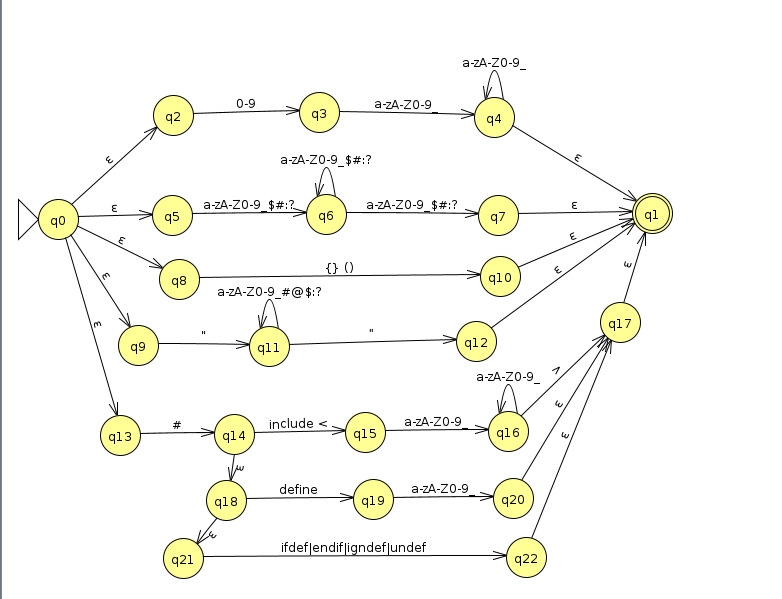 a-zA-Z0-9_
q2
0-9
q3
a-zA-Z0-9_
q4
ε
ε
a-zA-Z0-9_$#:?
q0
ε
q5
a-zA-Z0-9_$#:?
q6
a-zA-Z0-9_$#:?
q7
ε
q1
ε
q8
{} ()
q10
ε
ε
a-zA-Z0-9_#@$:?
q9
"
q11
"
q12
ε
ε
q17
ε
a-zA-Z0-9_
>
q13
#
q14
include <
q15
a-zA-Z0-9_
q16
ε
ε
q18
define
q19
a-zA-Z0-9_
q20
ε
ε
q21
ifdef|endif|igndef|undef
q22